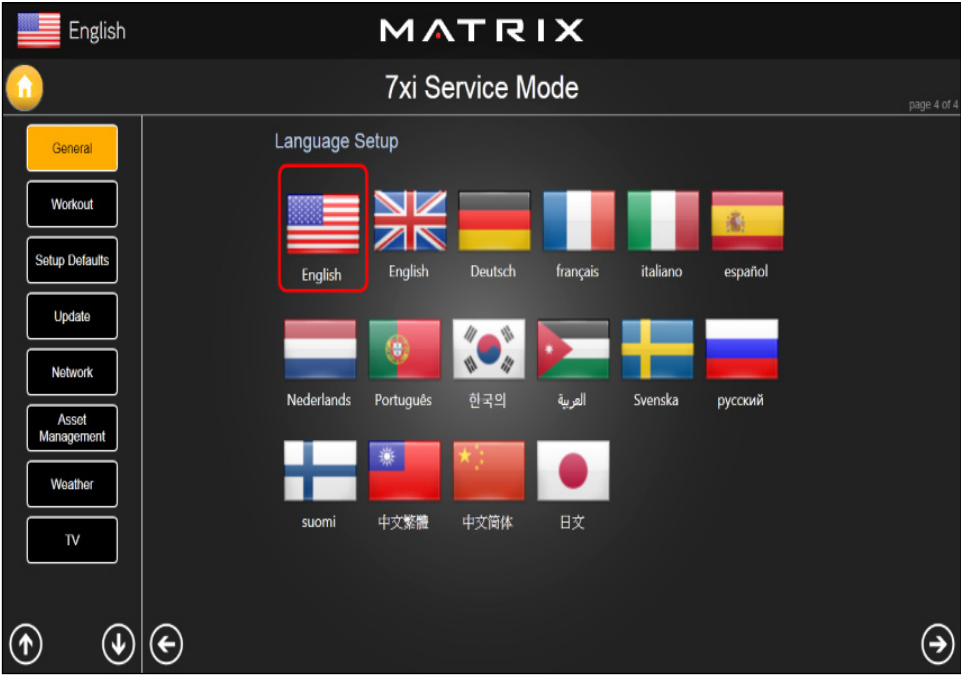 English
MATRIX
7xi Service Mode
page 4 of 4
General
Workout
Setup Defaults
Update
Network
Asset
Management
Weather
TV
Language Setup
English English Deutsch français italiano español
Nederlands Português 한국의 العربية Svenska русский
suomi 中文繁體 中文简体 日文